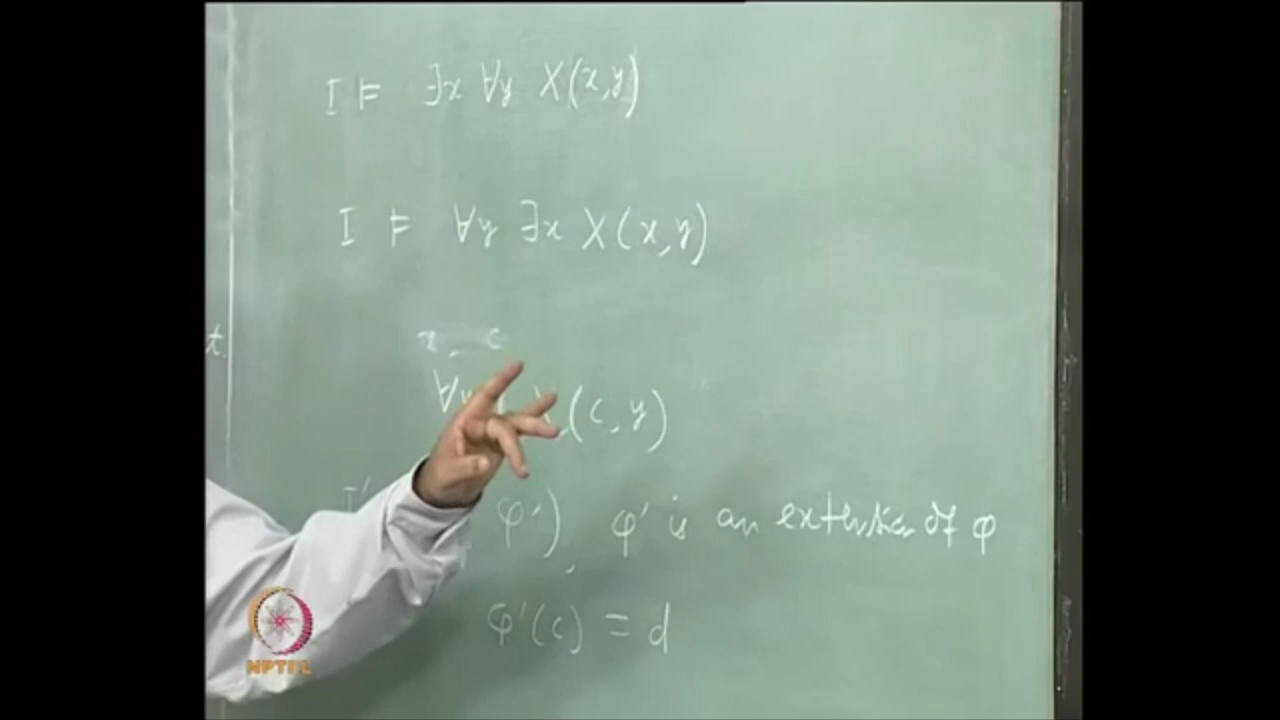 I ⊨ ∃x ∀y X(x,y)
I ⊨ ∀y ∃x X(x,y)
t.
x c
∀y X(c,y)
I' φ'), φ' is an extension of φ
φ'(c) = d
NPTEL